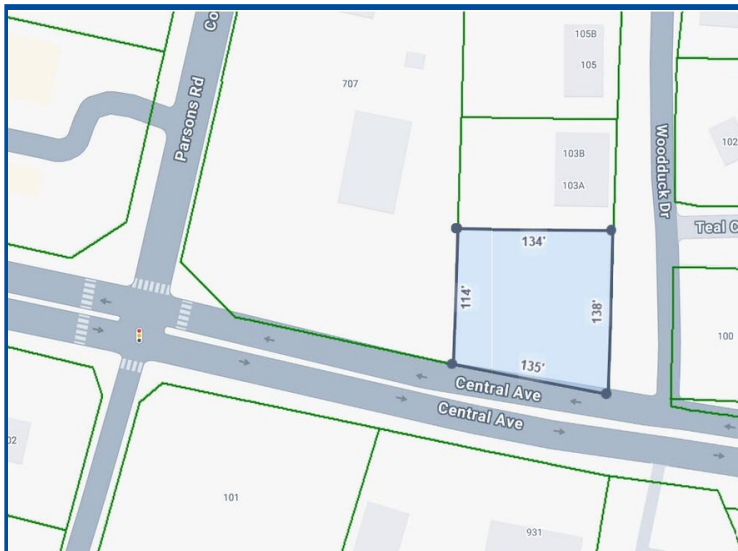 105B
105
707
Co
Parsons Rd
103B
103A
Woodduck Dr
102
Teal C
134'
114'
138'
135'
100
Central Ave
Central Ave
02
101
931